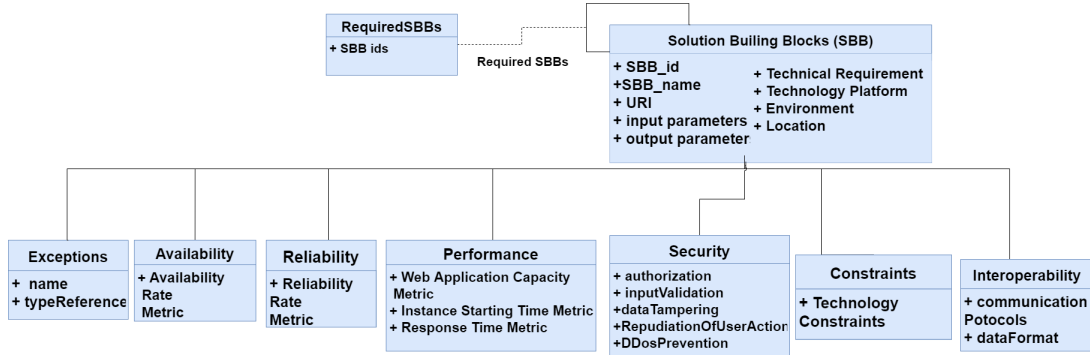 RequiredSBBs
+ SBB ids
Required SBBs
Solution Builing Blocks (SBB)
+ SBB_id
+SBB_name
+ URI
+ input parameters
+ output parameter
+ Technical Requirement
+ Technology Platform
+ Environment
+ Location
Exceptions
+ name
+ typeReference
Availability
+ Availability
Rate
Metric
Reliability
+ Reliability
Rate
Metric
Performance
+ Web Application Capacity
Metric
+ Instance Starting Time Metric
+ Response Time Metric
Security
+ authorization
+ inputValidation
+dataTampering
+RepudiationOfUserAction
+DDosPrevention
Constraints
+ Technology
Constraints
Interoperability
+ communication
Potocols
+ dataFormat